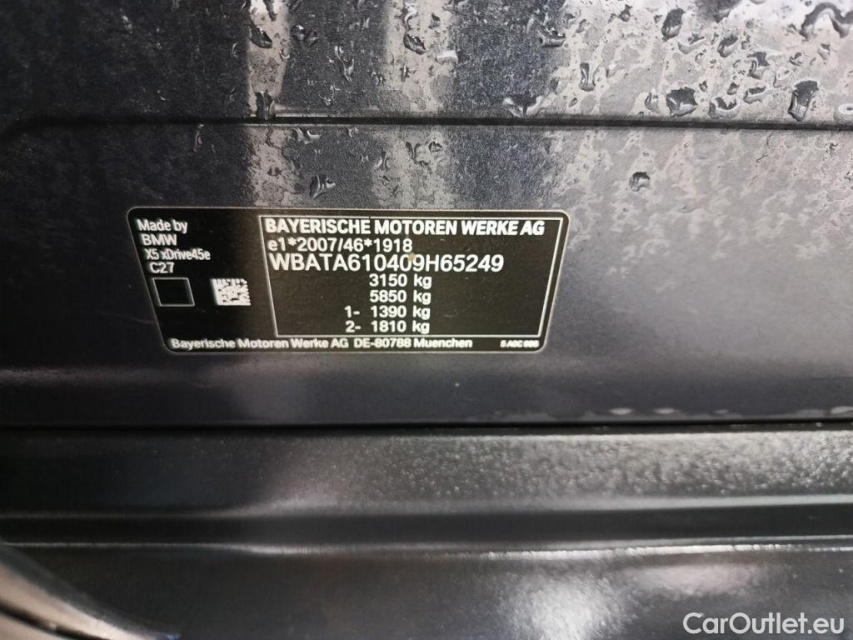 Made by
BMW
X5 xDrive45e
C27
BAYERISCHE MOTOREN WERKE AG
e1*2007/46*1918
WBATA610409H65249
3150 kg
5850 kg
1- 1390 kg
2- 1810 kg
Bayerische Motoren Werke AG DE-80788 Muenchen
CarOutlet.eu